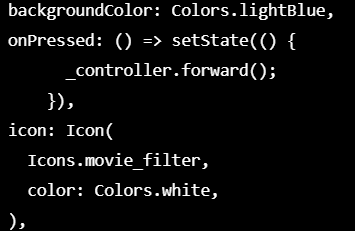 backgroundColor: Colors.lightBlue,
onPressed: () => setState(() {
      _controller.forward();
    }),
icon: Icon(
  Icons.movie_filter,
  color: Colors.white,
),